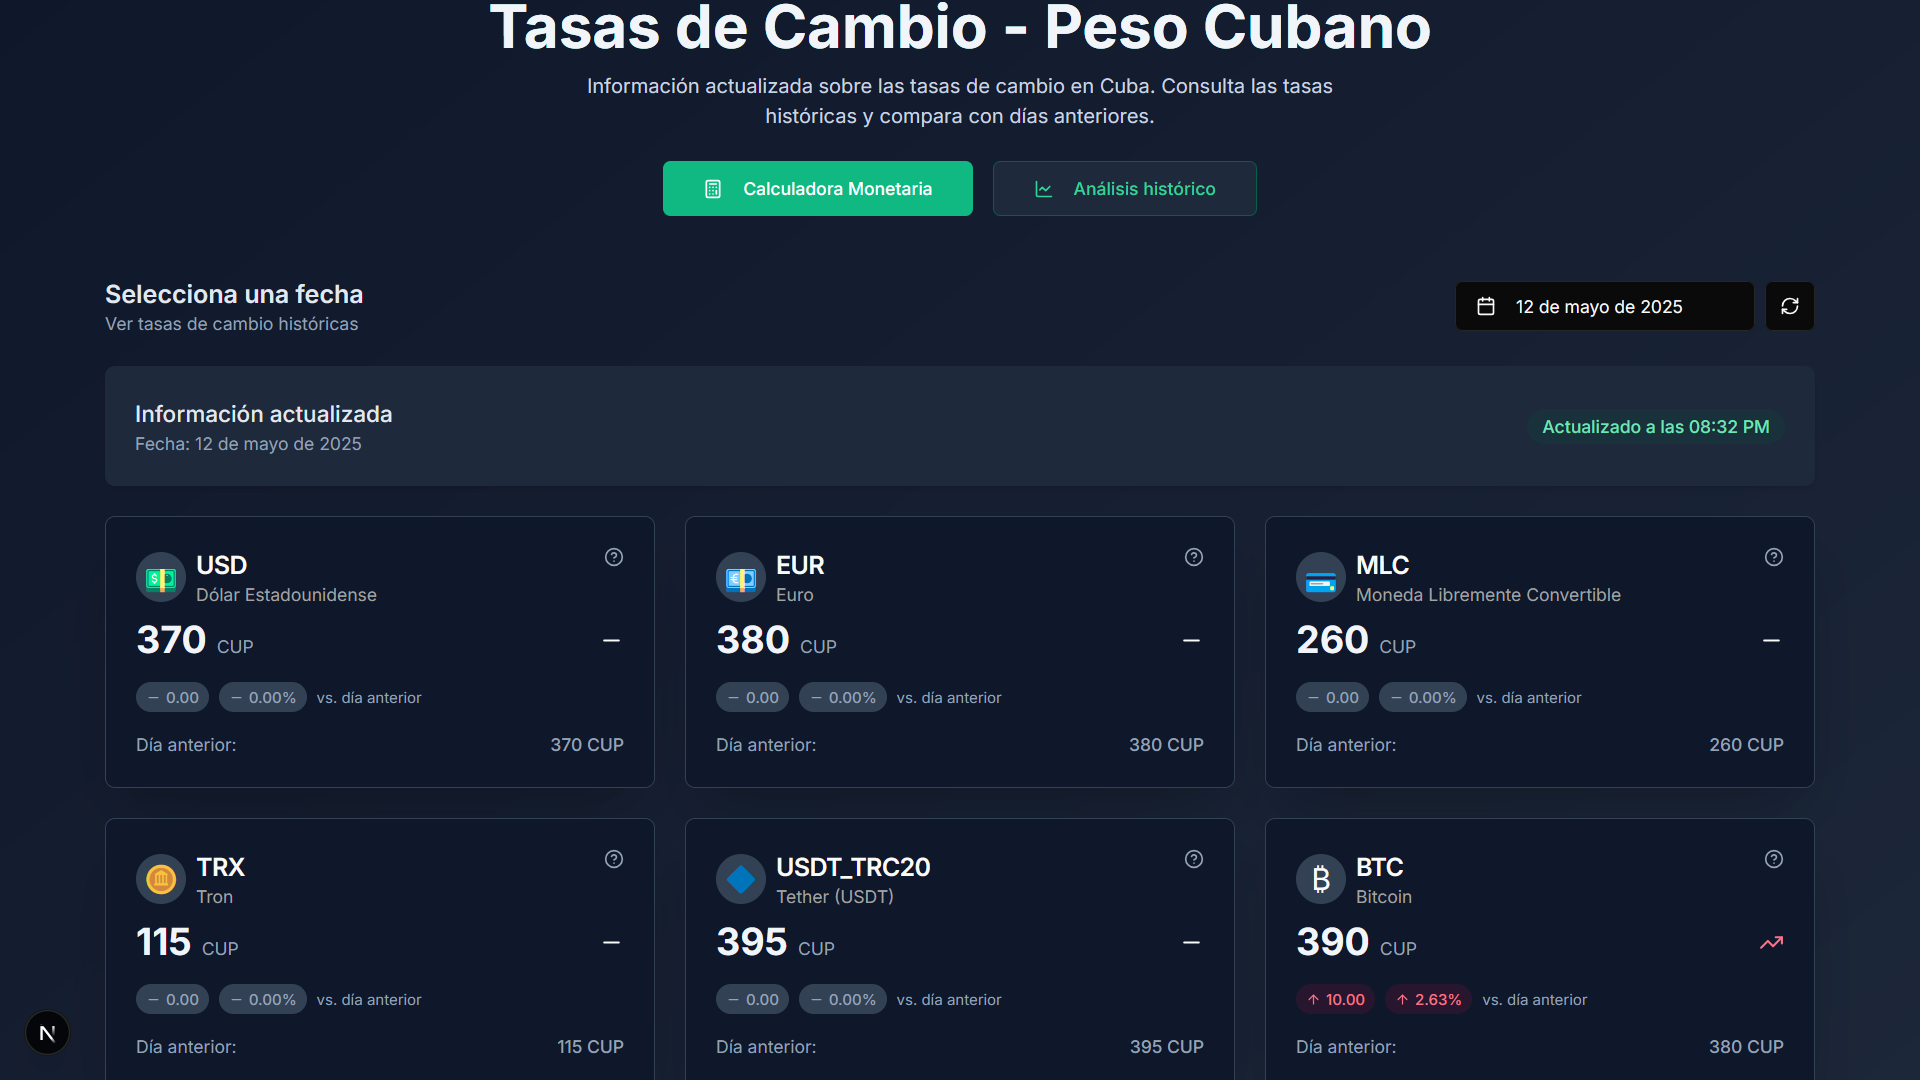 Tasas de Cambio - Peso Cubano
Información actualizada sobre las tasas de cambio en Cuba. Consulta las tasas
históricas y compara con días anteriores.
Calculadora Monetaria
Análisis histórico
Selecciona una fecha
Ver tasas de cambio históricas
12 de mayo de 2025
Información actualizada
Fecha: 12 de mayo de 2025
Actualizado a las 08:32 PM
USD
Dólar Estadounidense
370 CUP
— 0.00 — 0.00% vs. día anterior
Día anterior: 370 CUP
EUR
Euro
380 CUP
— 0.00 — 0.00% vs. día anterior
Día anterior: 380 CUP
MLC
Moneda Libremente Convertible
260 CUP
— 0.00 — 0.00% vs. día anterior
Día anterior: 260 CUP
TRX
Tron
115 CUP
— 0.00 — 0.00% vs. día anterior
Día anterior: 115 CUP
USDT_TRC20
Tether (USDT)
395 CUP
— 0.00 — 0.00% vs. día anterior
Día anterior: 395 CUP
₿
BTC
Bitcoin
390 CUP
↑ 10.00 ↑ 2.63% vs. día anterior
Día anterior: 380 CUP
N